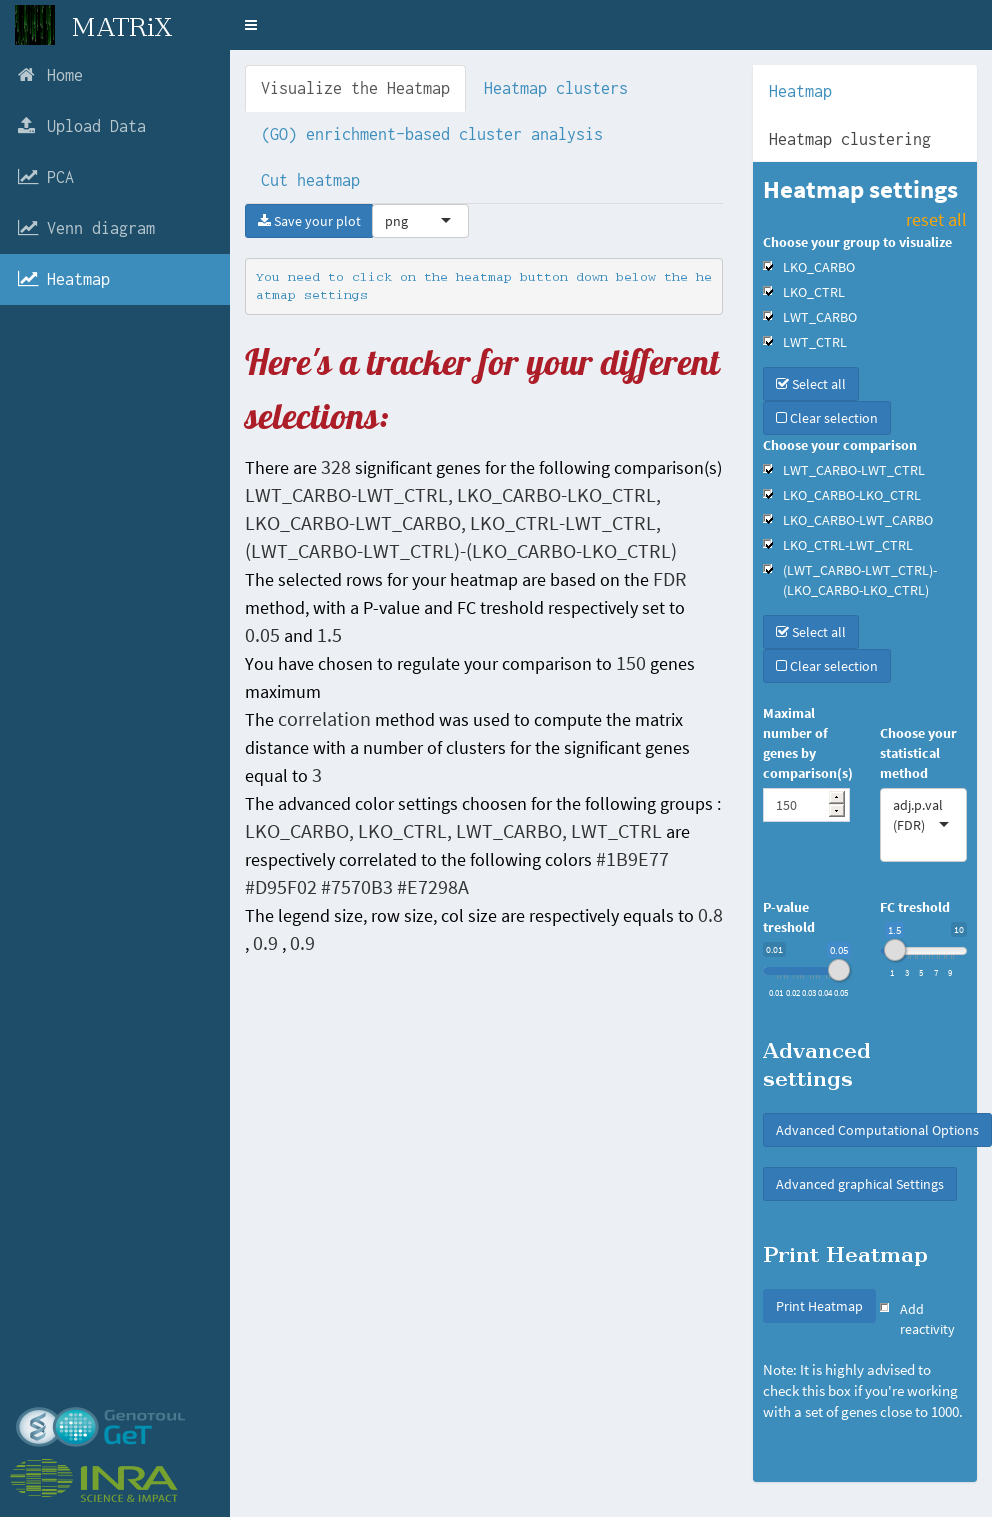 MATRiX
Home
Upload Data
PCA
Venn diagram
Heatmap
GENOTOUL
GeT
INRA
SCIENCE & IMPACT
Visualize the Heatmap
Heatmap clusters
(GO) enrichment-based cluster analysis
Cut heatmap
Save your plot
png
You need to click on the heatmap button down below the he
atmap settings
Here's a tracker for your different
selections:
There are 328 significant genes for the following comparison(s)
LWT_CARBO-LWT_CTRL, LKO_CARBO-LKO_CTRL,
LKO_CARBO-LWT_CARBO, LKO_CTRL-LWT_CTRL,
(LWT_CARBO-LWT_CTRL)-(LKO_CARBO-LKO_CTRL)
The selected rows for your heatmap are based on the FDR
method, with a P-value and FC treshold respectively set to
0.05 and 1.5
You have chosen to regulate your comparison to 150 genes
maximum
The correlation method was used to compute the matrix
distance with a number of clusters for the significant genes
equal to 3
The advanced color settings choosen for the following groups :
LKO_CARBO, LKO_CTRL, LWT_CARBO, LWT_CTRL are
respectively correlated to the following colors #1B9E77
#D95F02 #7570B3 #E7298A
The legend size, row size, col size are respectively equals to 0.8
, 0.9 , 0.9
Heatmap
Heatmap clustering
Heatmap settings
reset all
Choose your group to visualize
LKO_CARBO
LKO_CTRL
LWT_CARBO
LWT_CTRL
Select all
Clear selection
Choose your comparison
LWT_CARBO-LWT_CTRL
LKO_CARBO-LKO_CTRL
LKO_CARBO-LWT_CARBO
LKO_CTRL-LWT_CTRL
(LWT_CARBO-LWT_CTRL)-
(LKO_CARBO-LKO_CTRL)
Select all
Clear selection
Maximal
number of
genes by
comparison(s)
150
Choose your
statistical
method
adj.p.val
(FDR)
P-value
treshold
0.01 0.05
0.01 0.02 0.03 0.04 0.05
FC treshold
1.5 10
1 3 5 7 9
Advanced
settings
Advanced Computational Options
Advanced graphical Settings
Print Heatmap
Print Heatmap
Add
reactivity
Note: It is highly advised to
check this box if you're working
with a set of genes close to 1000.